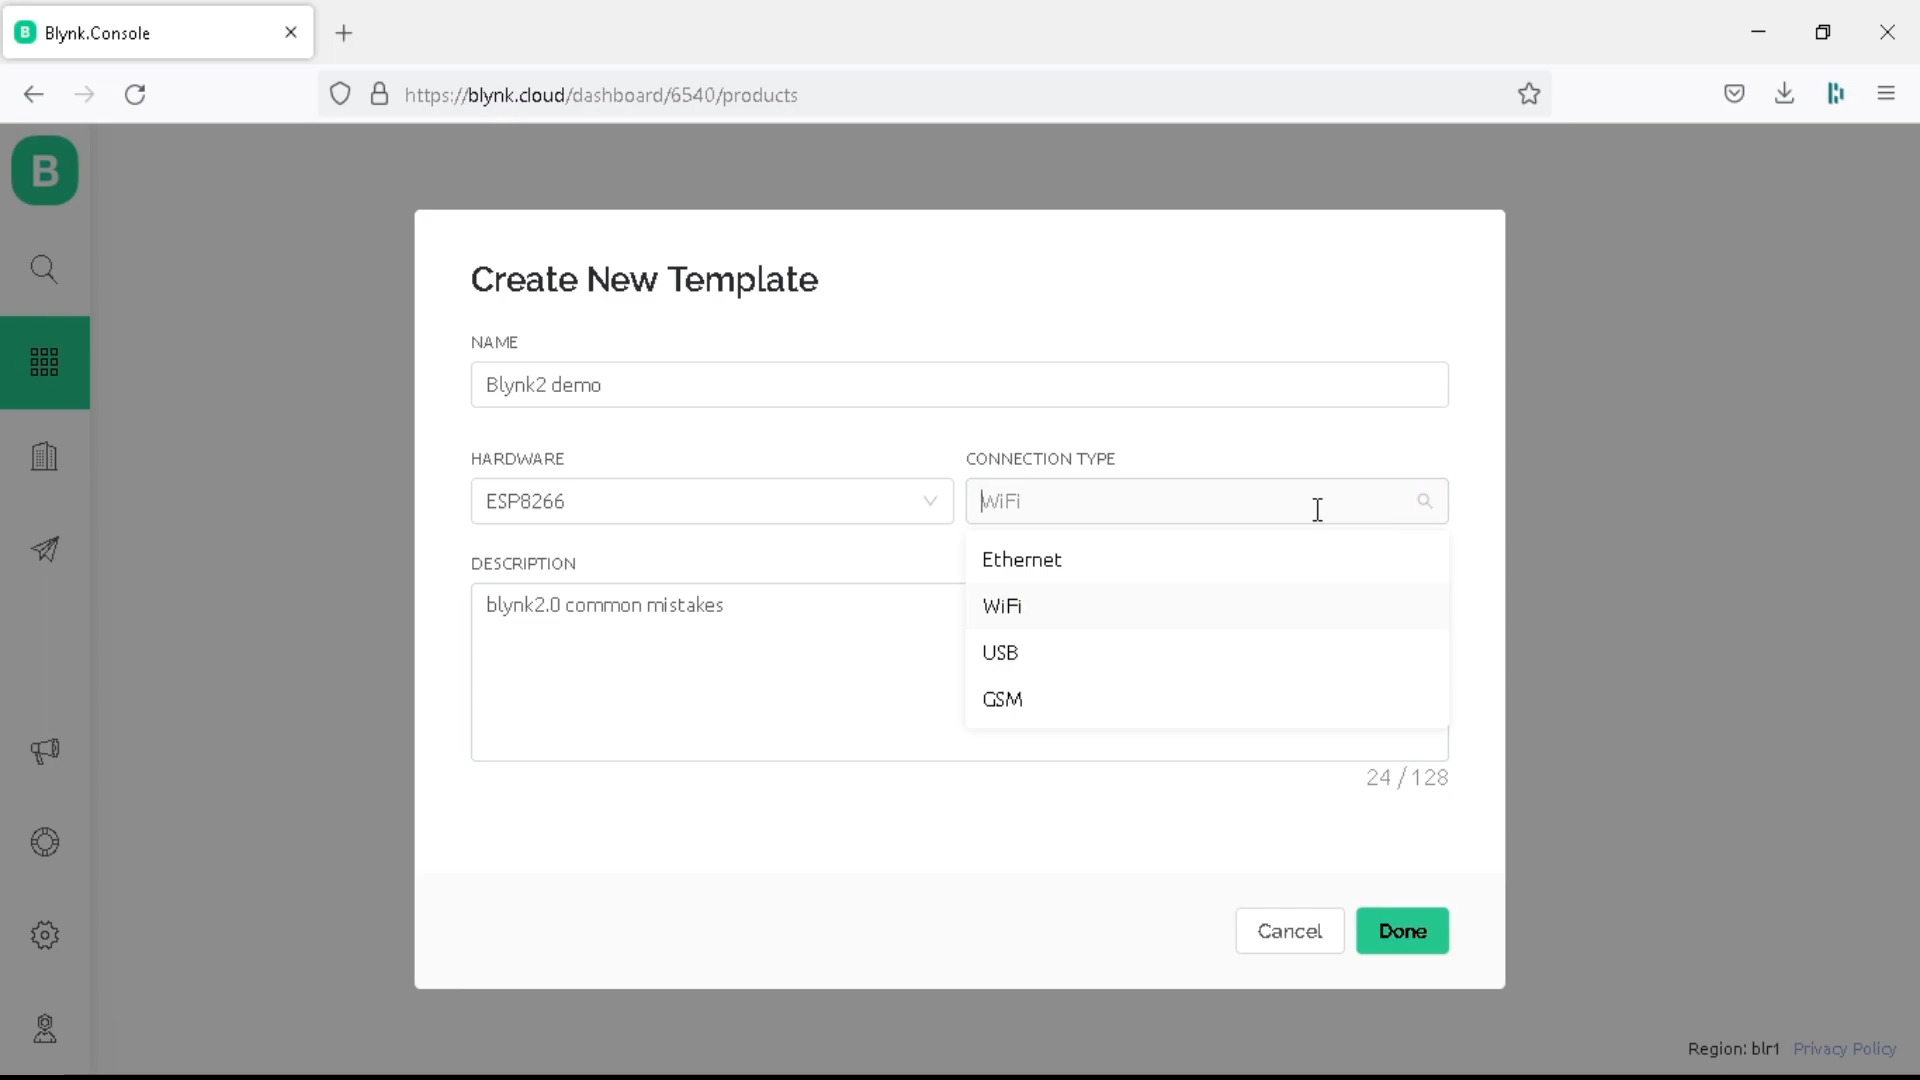 B Blynk.Console
https://blynk.cloud/dashboard/6540/products
B
Create New Template
NAME
Blynk2 demo
HARDWARE CONNECTION TYPE
ESP8266 WiFi
Ethernet
DESCRIPTION
blynk2.0 common mistakes WiFi
USB
GSM
24 / 128
Cancel Done
Region: blr1 Privacy Policy